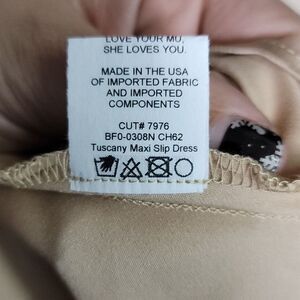 LOVE YOUR MU,
SHE LOVES YOU.
MADE IN THE USA
OF IMPORTED FABRIC
AND IMPORTED
COMPONENTS
CUT# 7976
BF0-0308N CH62
Tuscany Maxi Slip Dress